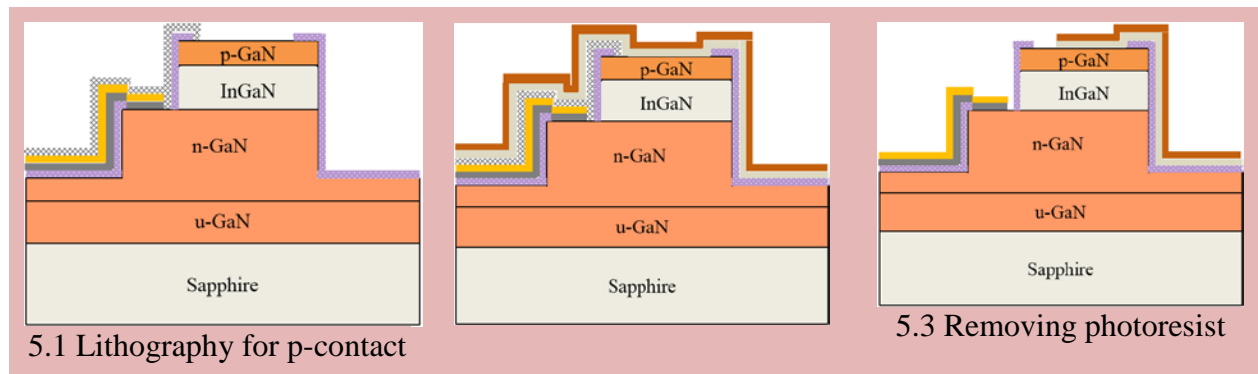 p-GaN
InGaN
n-GaN
u-GaN
Sapphire
5.1 Lithography for p-contact
p-GaN
InGaN
n-GaN
u-GaN
Sapphire
p-GaN
InGaN
n-GaN
u-GaN
Sapphire
5.3 Removing photoresist